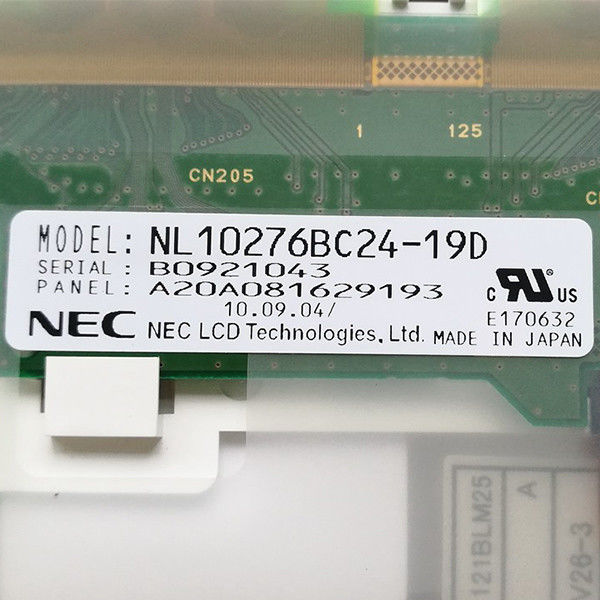 1 125
CN205
MODEL: NL10276BC24-19D
SERIAL: B0921043
PANEL: A20A081629193
10.09.04/
c RU US
E170632
NEC NEC LCD Technologies, Ltd. MADE IN JAPAN
121BLM25
A
V26-3